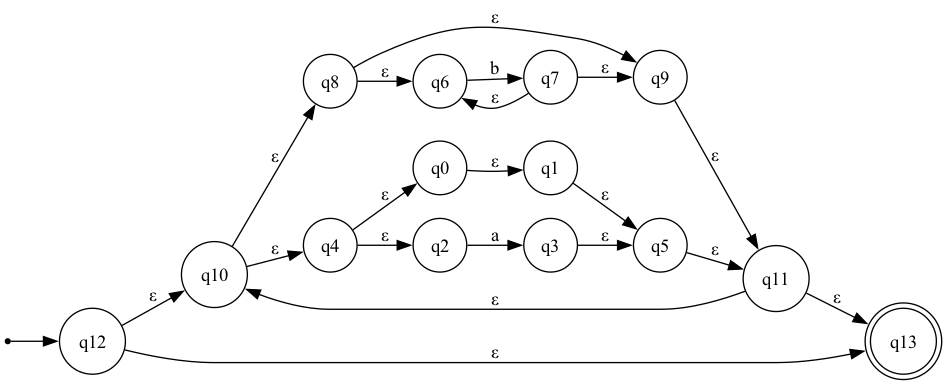 ε
q8 ε q6 b q7 ε q9
ε
ε ε
q0 ε q1
ε ε
q4 ε q2 a q3 ε q5
q10 ε ε q11
ε ε ε
q12 q13
ε